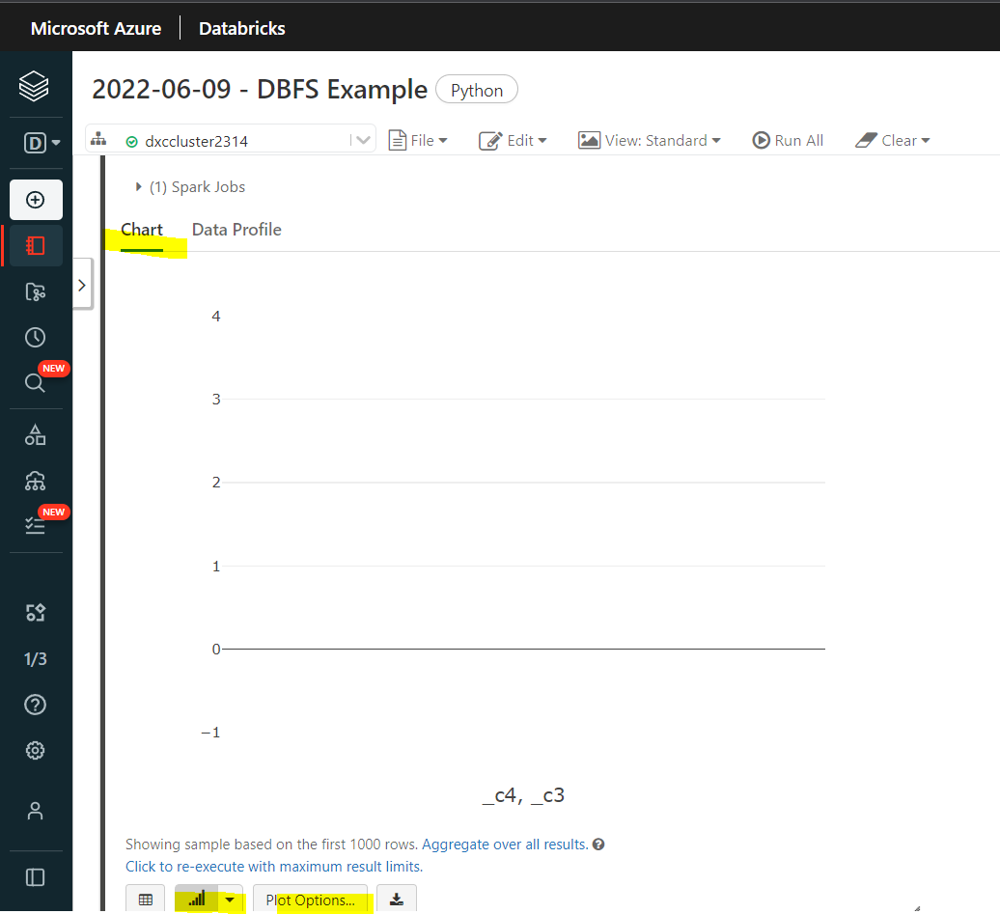 Microsoft Azure Databricks
2022-06-09 - DBFS Example Python
D
dxccluster2314 File Edit View: Standard Run All Clear
(1) Spark Jobs
Chart Data Profile
NEW
NEW
1/3
4
3
2
1
0
−1
_c4, _c3
Showing sample based on the first 1000 rows. Aggregate over all results.
Click to re-execute with maximum result limits.
Plot Options...